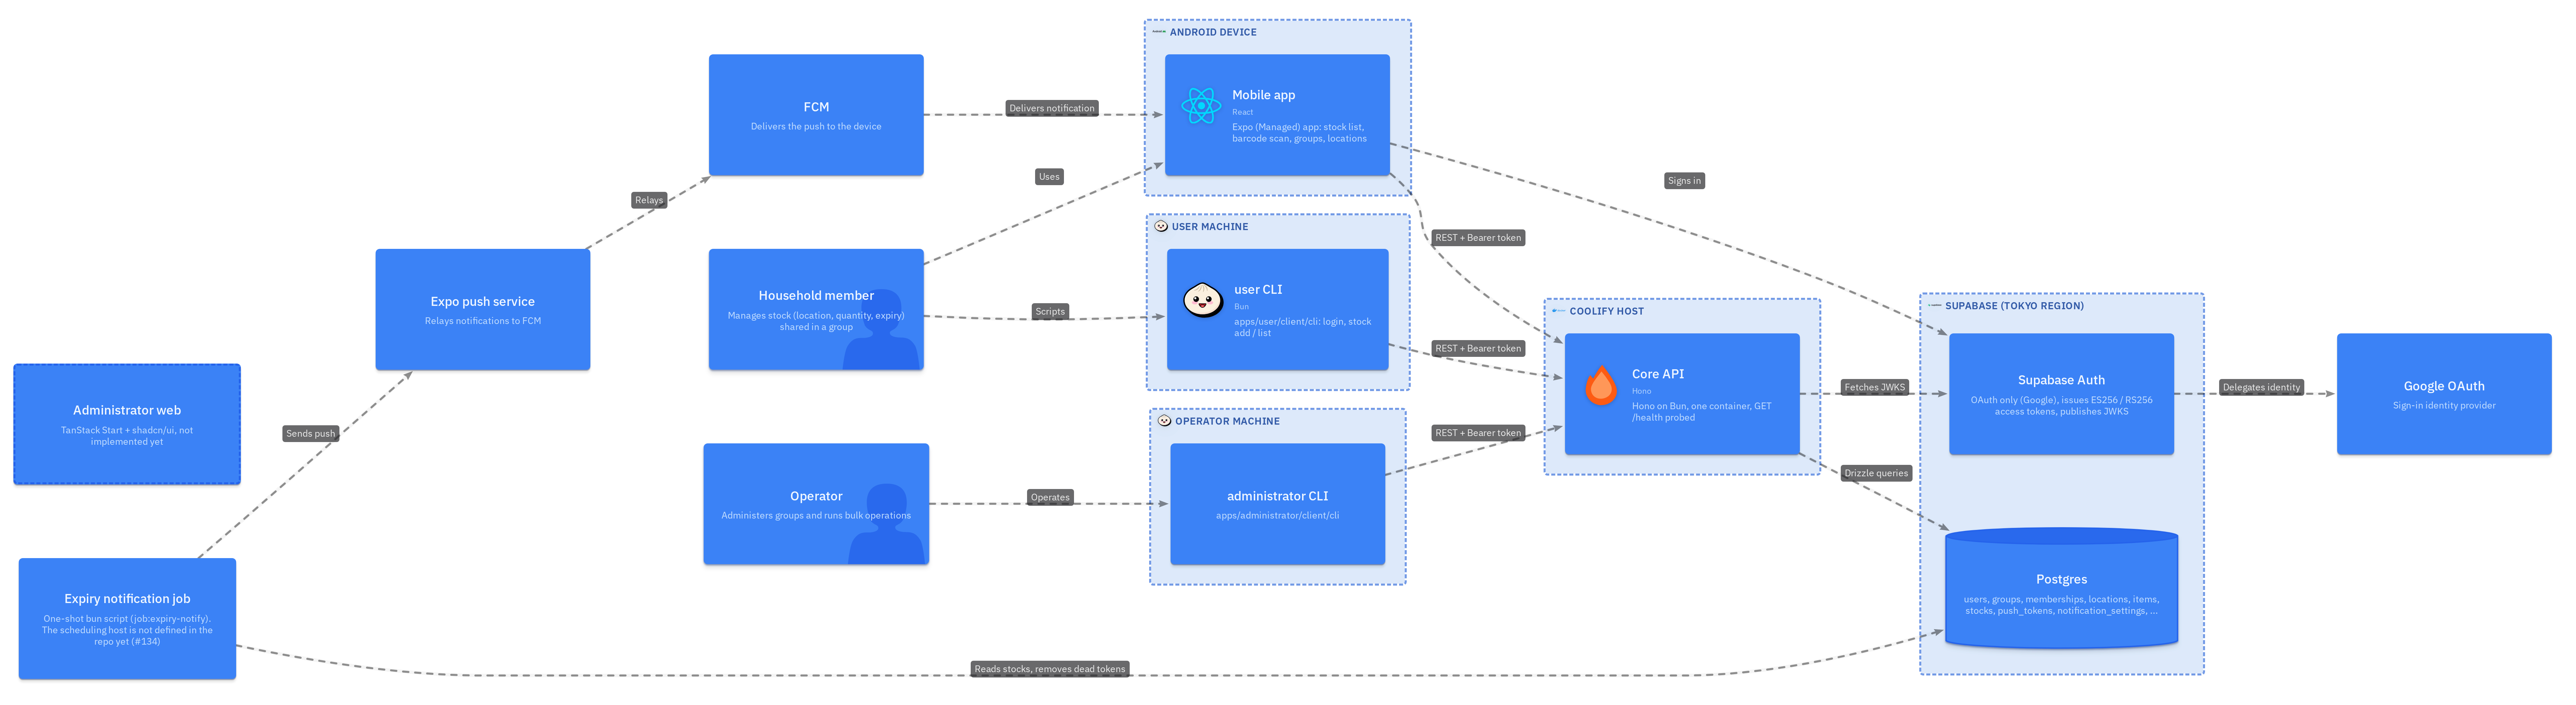 ANDROID DEVICE
Mobile app
React
Expo (Managed) app: stock list,
barcode scan, groups, locations
FCM
Delivers the push to the device
Delivers notification
Uses
Relays
Signs in
REST + Bearer token
USER MACHINE
user CLI
Bun
apps/user/client/cli: login, stock
add / list
Expo push service
Relays notifications to FCM
Household member
Manages stock (location, quantity, expiry)
shared in a group
Scripts
REST + Bearer token
COOLIFY HOST
Core API
Hono
Hono on Bun, one container, GET
/health probed
SUPABASE (TOKYO REGION)
Supabase Auth
OAuth only (Google), issues ES256 / RS256
access tokens, publishes JWKS
Fetches JWKS
Delegates identity
Google OAuth
Sign-in identity provider
Administrator web
TanStack Start + shadcn/ui, not
implemented yet
Sends push
OPERATOR MACHINE
administrator CLI
apps/administrator/client/cli
REST + Bearer token
Operator
Administers groups and runs bulk operations
Operates
Drizzle queries
Postgres
users, groups, memberships, locations, items,
stocks, push_tokens, notification_settings, ...
Expiry notification job
One-shot bun script (job:expiry-notify).
The scheduling host is not defined in the
repo yet (#134)
Reads stocks, removes dead tokens